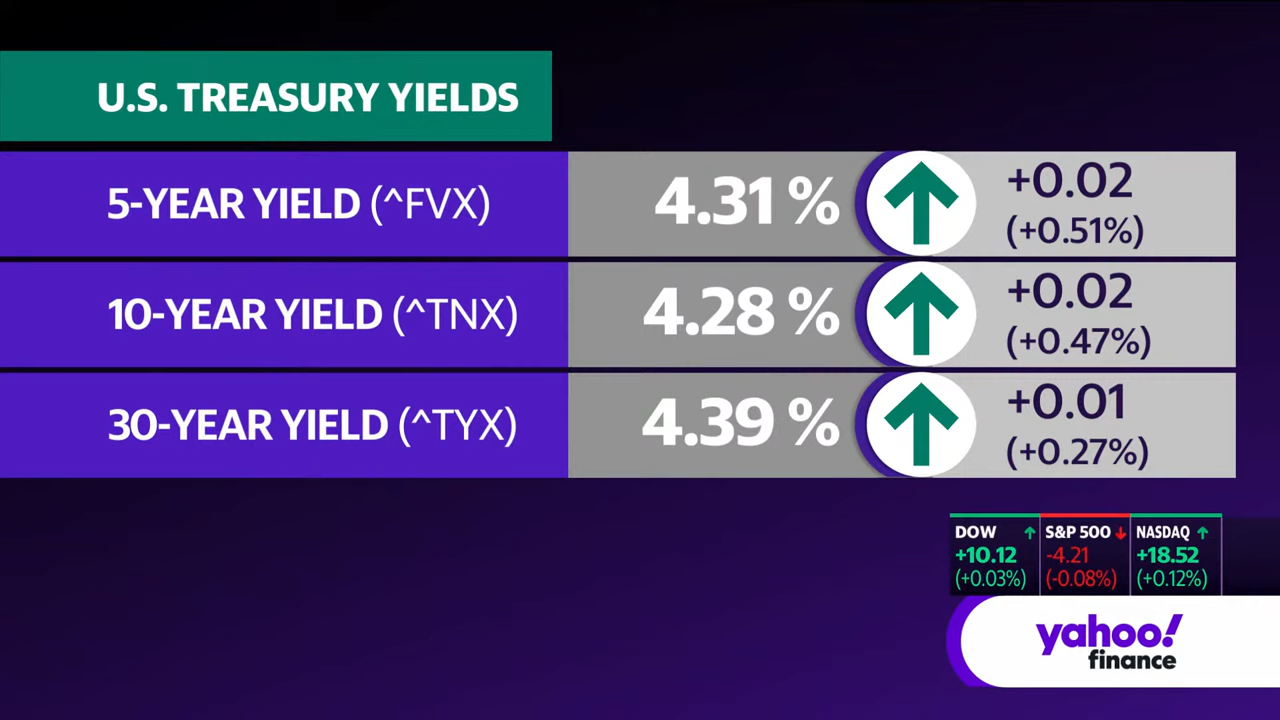 U.S. TREASURY YIELDS
5-YEAR YIELD (^FVX) 4.31 % +0.02
(+0.51%)
10-YEAR YIELD (^TNX) 4.28 % +0.02
(+0.47%)
30-YEAR YIELD (^TYX) 4.39 % +0.01
(+0.27%)
DOW S&P 500 NASDAQ
+10.12 -4.21 +18.52
(+0.03%) (-0.08%) (+0.12%)
yahoo!
finance